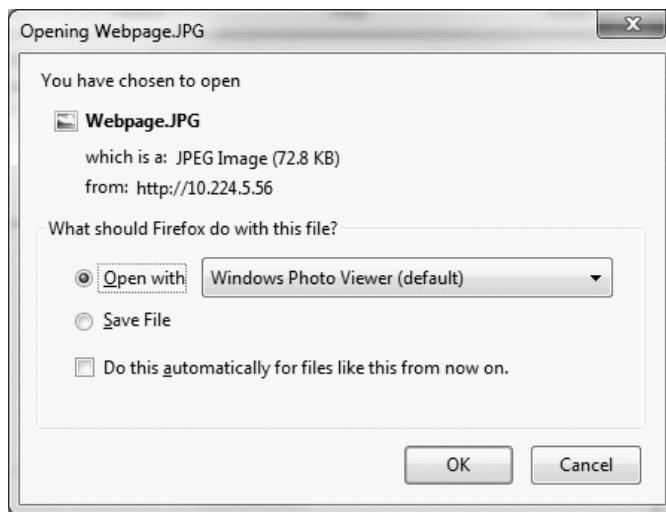 Opening Webpage.JPG
You have chosen to open
Webpage.JPG
which is a: JPEG Image (72.8 KB)
from: http://10.224.5.56
What should Firefox do with this file?
Open with Windows Photo Viewer (default)
Save File
Do this automatically for files like this from now on.
OK Cancel